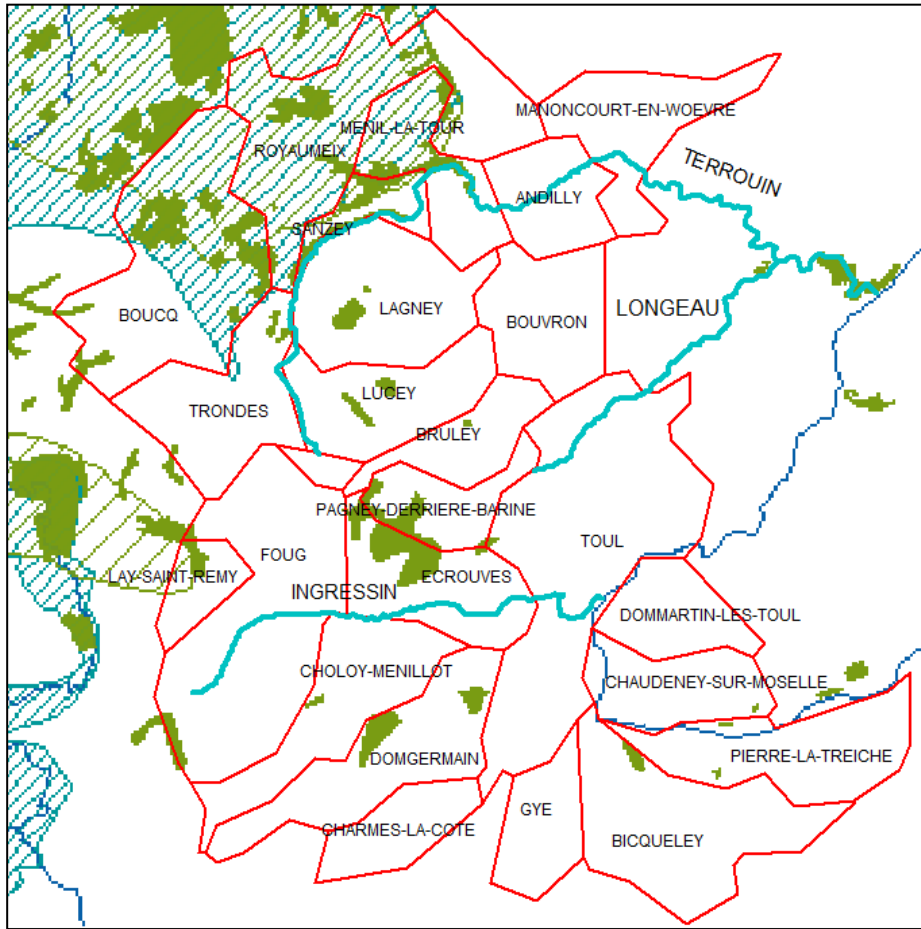 MANONCOURT-EN-WOEVRE
MENIL-LA-TOUR
ROYAUMEIX
TERROUIN
ANDILLY
SANZEY
LAGNEY
LONGEAU
BOUCQ
BOUVRON
LUCEY
TRONDES
BRULEY
PAGNEY-DERRIERE-BARINE
TOUL
FOUG
LAY-SAINT-REMY
ECROUVES
INGRESSIN
DOMMARTIN-LES-TOUL
CHOLOY-MENILLOT
CHAUDENEY-SUR-MOSELLE
DOMGERMAIN
PIERRE-LA-TREICHE
GYE
CHARMES-LA-COTE
BICQUELEY